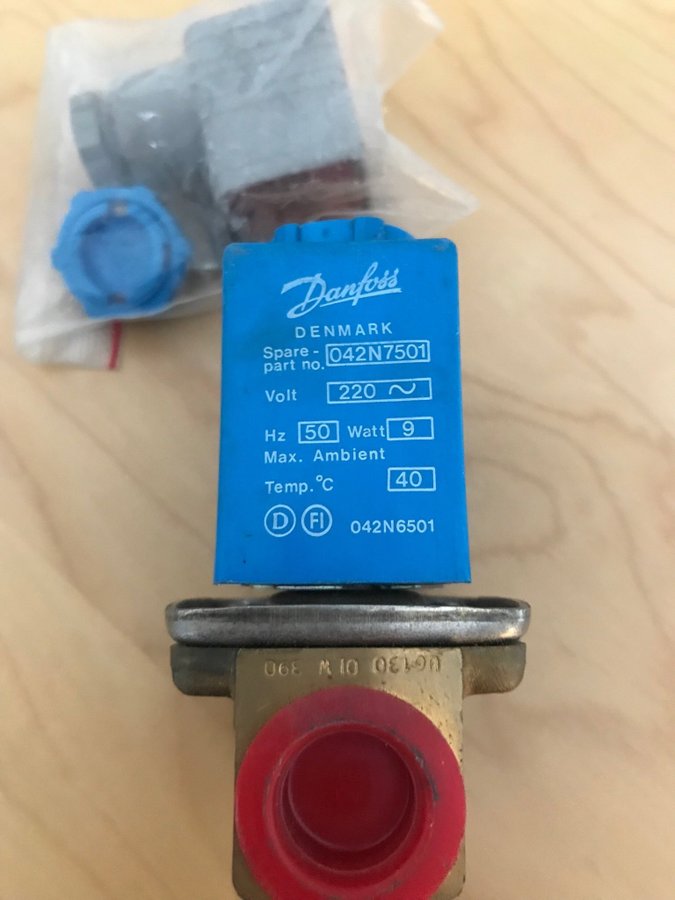 Danfoss
DENMARK
Spare-
part no. 042N7501
Volt 220 ~
Hz 50 Watt 9
Max. Ambient
Temp. °C 40
D FI 042N6501